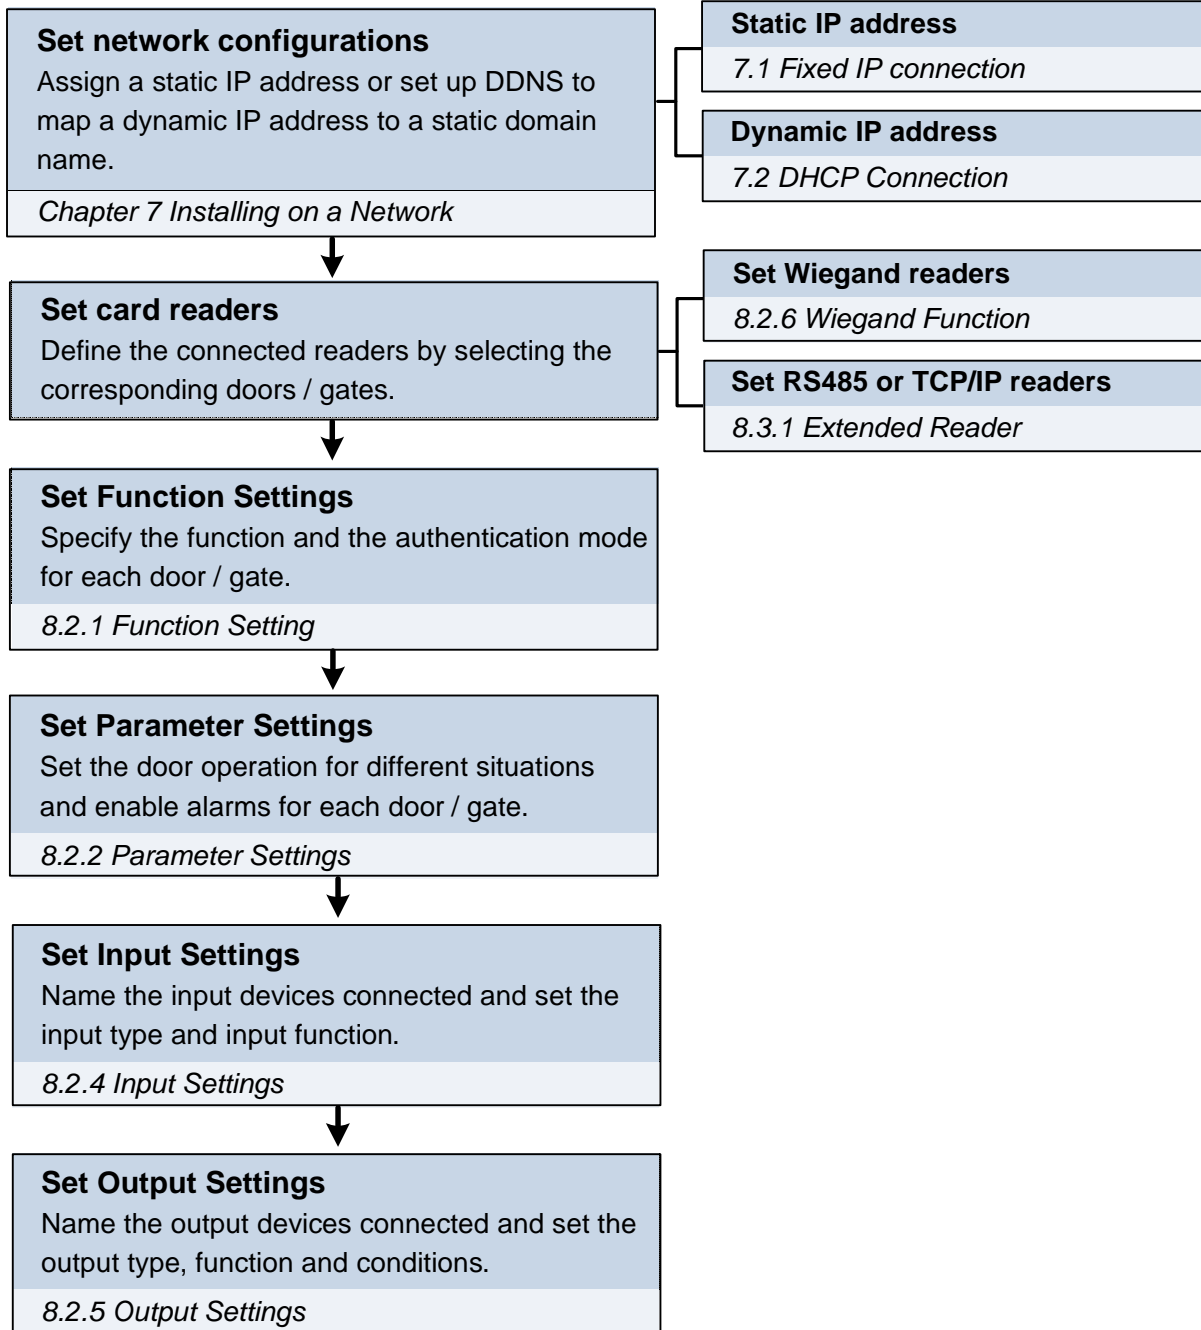 Set network configurations
Assign a static IP address or set up DDNS to
map a dynamic IP address to a static domain
name.
Chapter 7 Installing on a Network
Static IP address
7.1 Fixed IP connection
Dynamic IP address
7.2 DHCP Connection
Set card readers
Define the connected readers by selecting the
corresponding doors / gates.
Set Wiegand readers
8.2.6 Wiegand Function
Set RS485 or TCP/IP readers
8.3.1 Extended Reader
Set Function Settings
Specify the function and the authentication mode
for each door / gate.
8.2.1 Function Setting
Set Parameter Settings
Set the door operation for different situations
and enable alarms for each door / gate.
8.2.2 Parameter Settings
Set Input Settings
Name the input devices connected and set the
input type and input function.
8.2.4 Input Settings
Set Output Settings
Name the output devices connected and set the
output type, function and conditions.
8.2.5 Output Settings